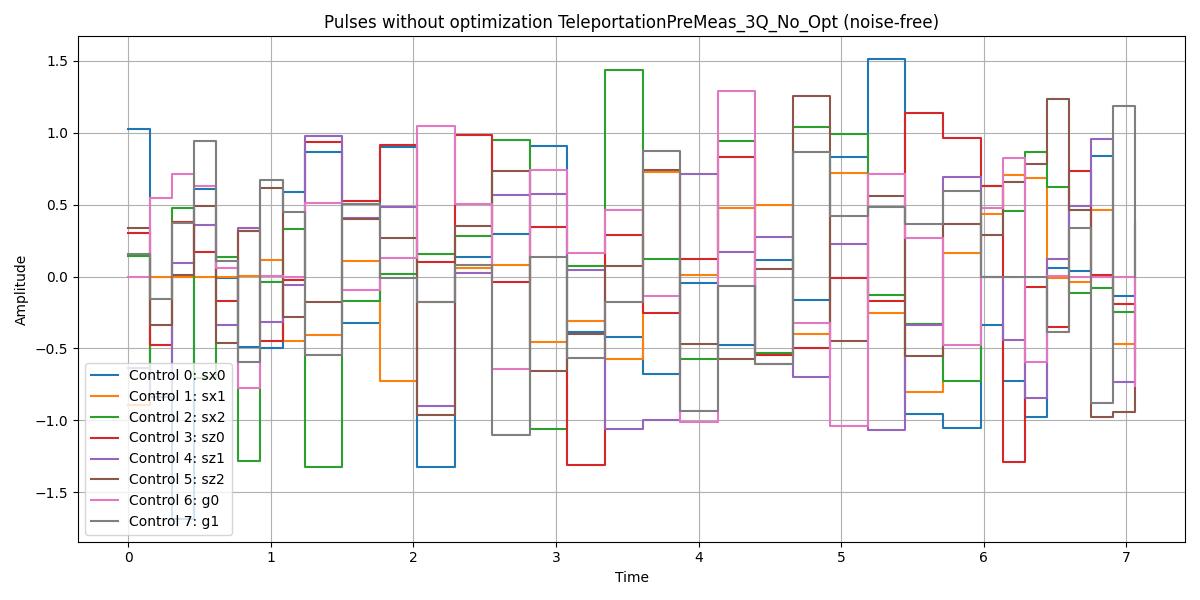 Pulses without optimization TeleportationPreMeas_3Q_No_Opt (noise-free)
Amplitude
1.5
1.0
0.5
0.0
−0.5
−1.0
−1.5
Control 0: sx0
Control 1: sx1
Control 2: sx2
Control 3: sz0
Control 4: sz1
Control 5: sz2
Control 6: g0
Control 7: g1
0 1 2 3 4 5 6 7
Time